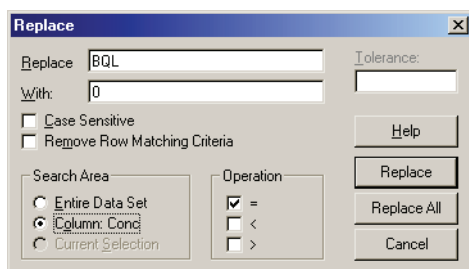 Replace
Replace BQL
Tolerance:
With: 0
Case Sensitive
Remove Row Matching Criteria
Help
Search Area
Operation
Replace
Entire Data Set
=
Column: Conc
<
Replace All
Current Selection
>
Cancel